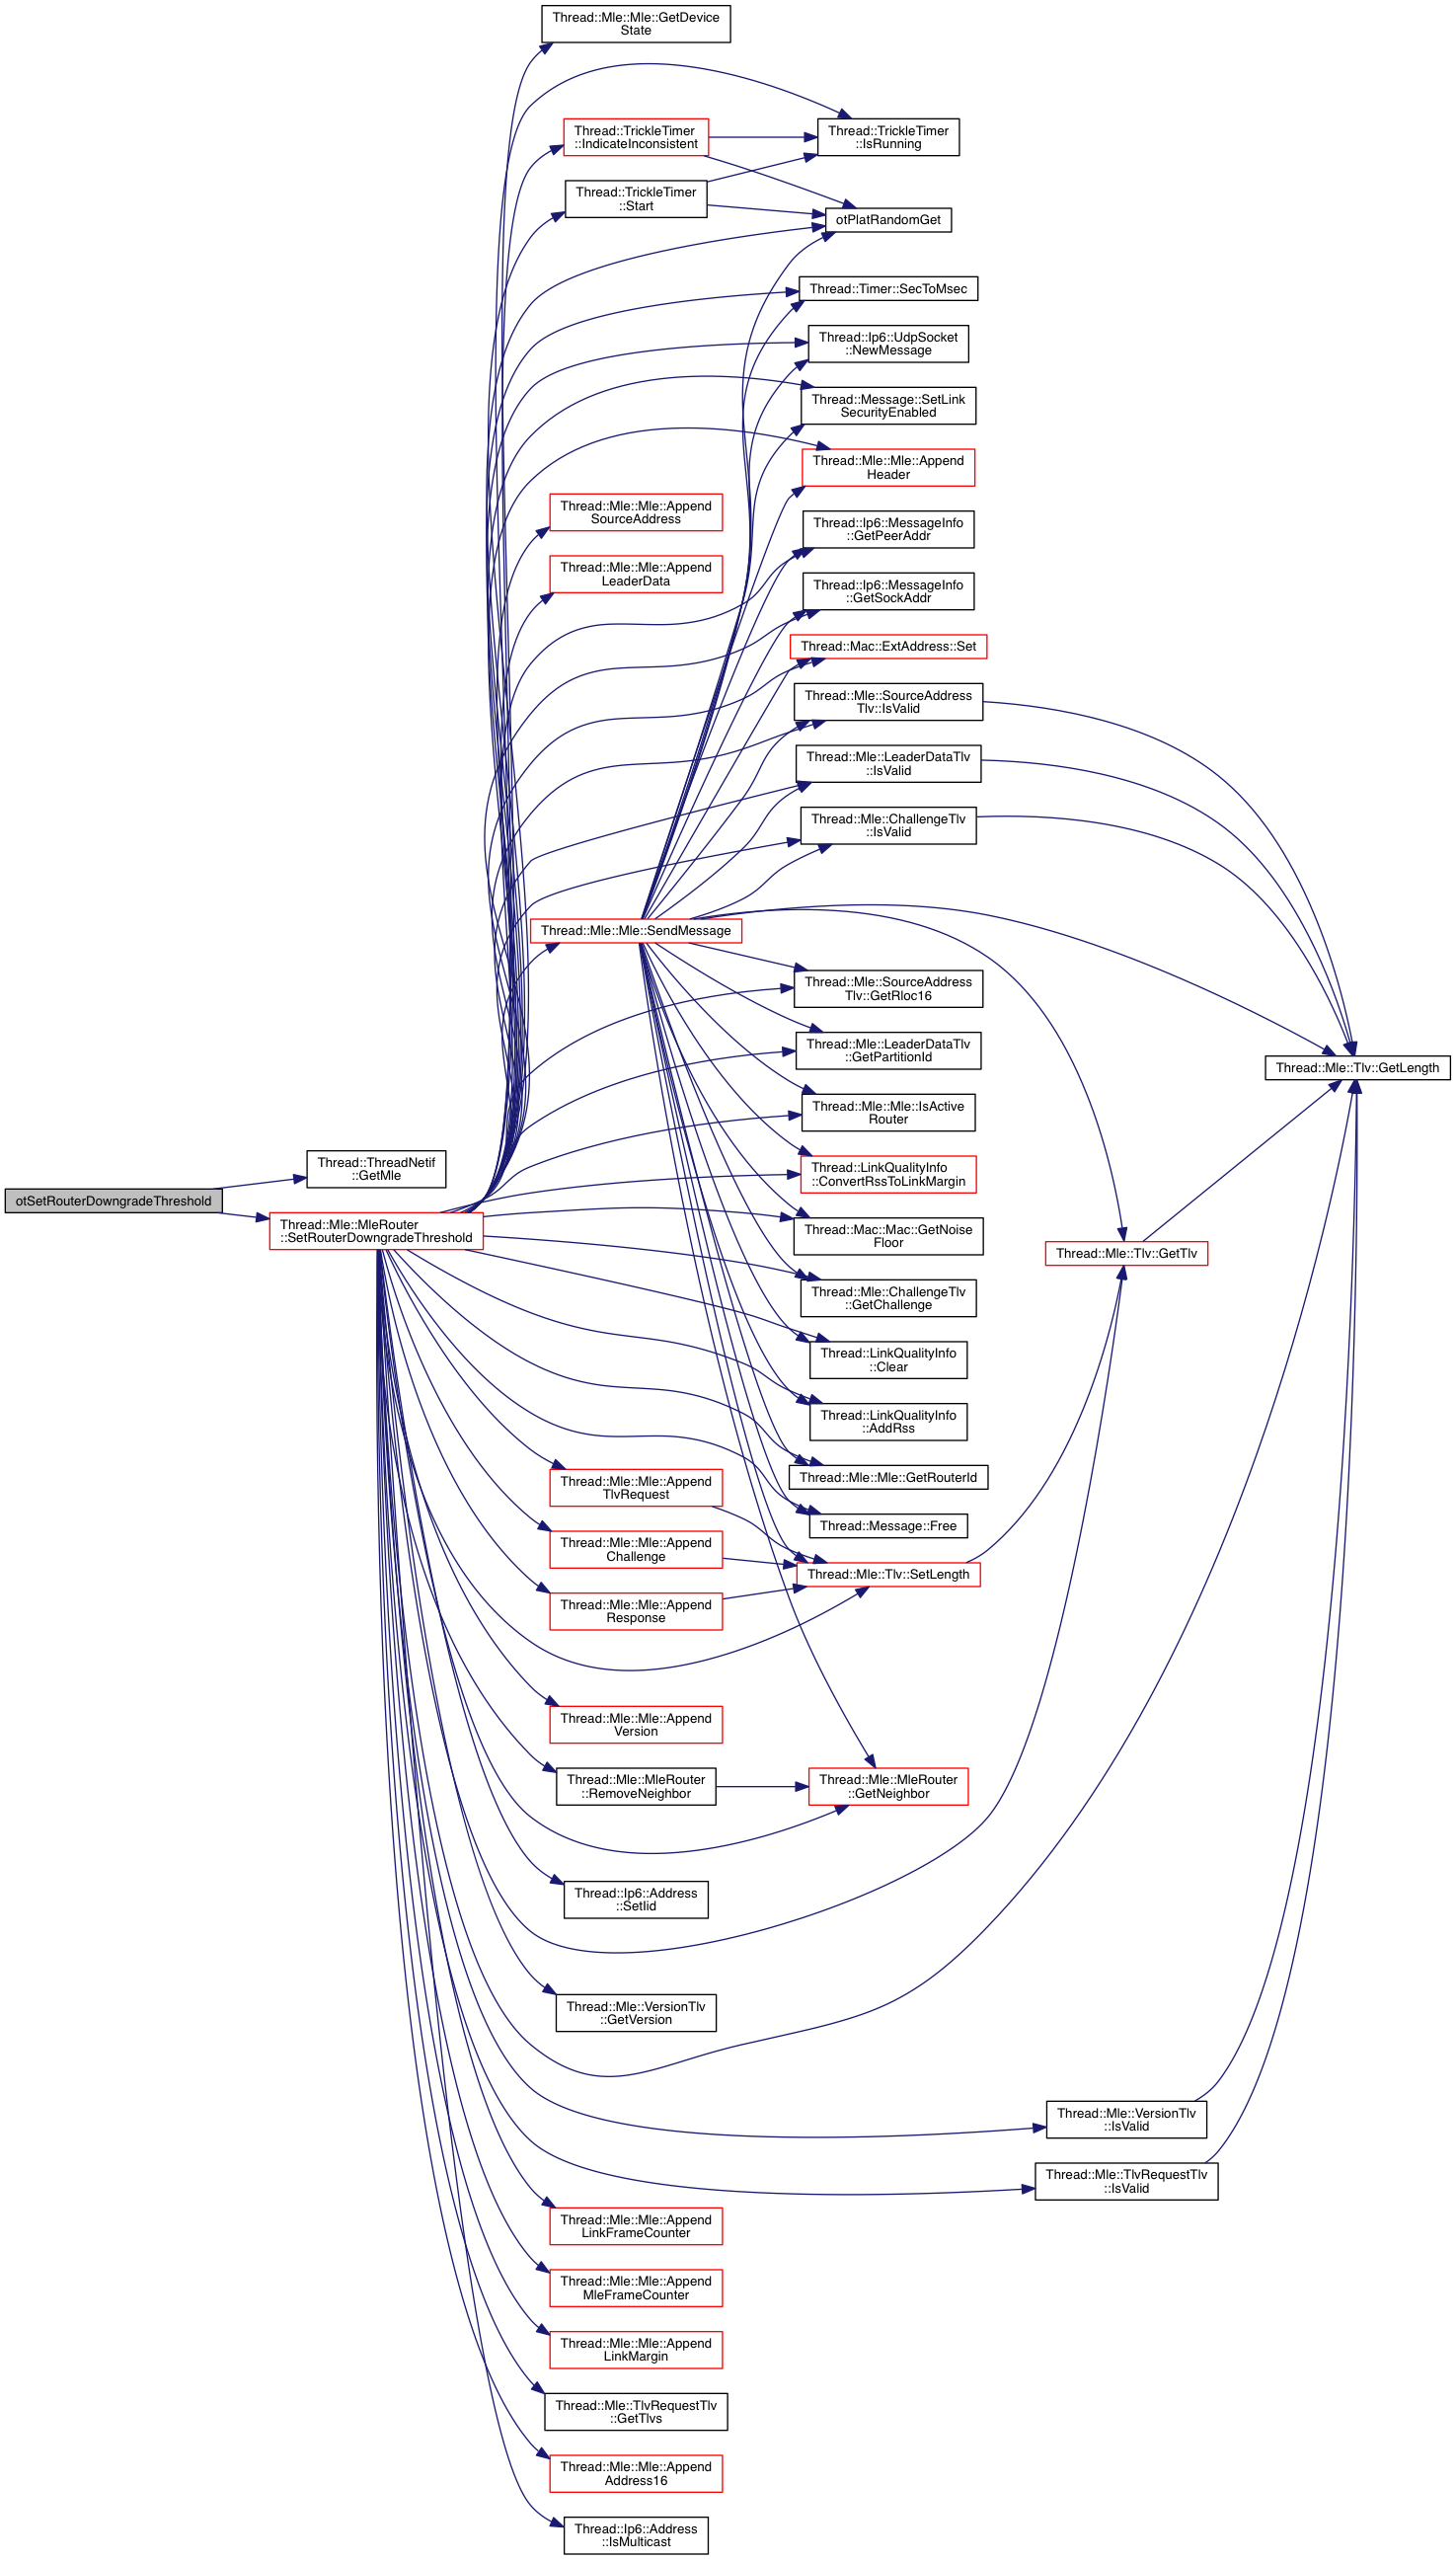 Thread::Mle::Mle::GetDevice
State
Thread::TrickleTimer
::IndicateInconsistent
Thread::TrickleTimer
::IsRunning
Thread::TrickleTimer
::Start
otPlatRandomGet
Thread::Timer::SecToMsec
Thread::Ip6::UdpSocket
::NewMessage
Thread::Message::SetLink
SecurityEnabled
Thread::Mle::Mle::Append
Header
Thread::Mle::Mle::Append
SourceAddress
Thread::Ip6::MessageInfo
::GetPeerAddr
Thread::Mle::Mle::Append
LeaderData
Thread::Ip6::MessageInfo
::GetSockAddr
Thread::Mac::ExtAddress::Set
Thread::Mle::SourceAddress
Tlv::IsValid
Thread::Mle::LeaderDataTlv
::IsValid
Thread::Mle::ChallengeTlv
::IsValid
Thread::Mle::Mle::SendMessage
Thread::Mle::SourceAddress
Tlv::GetRloc16
Thread::Mle::LeaderDataTlv
::GetPartitionId
Thread::Mle::Tlv::GetLength
Thread::Mle::Mle::IsActive
Router
Thread::ThreadNetif
::GetMle
Thread::LinkQualityInfo
::ConvertRssToLinkMargin
otSetRouterDowngradeThreshold
Thread::Mle::MleRouter
::SetRouterDowngradeThreshold
Thread::Mac::Mac::GetNoise
Floor
Thread::Mle::Tlv::GetTlv
Thread::Mle::ChallengeTlv
::GetChallenge
Thread::LinkQualityInfo
::Clear
Thread::LinkQualityInfo
::AddRss
Thread::Mle::Mle::GetRouterId
Thread::Mle::Mle::Append
TlvRequest
Thread::Message::Free
Thread::Mle::Mle::Append
Challenge
Thread::Mle::Tlv::SetLength
Thread::Mle::Mle::Append
Response
Thread::Mle::Mle::Append
Version
Thread::Mle::MleRouter
::RemoveNeighbor
Thread::Mle::MleRouter
::GetNeighbor
Thread::Ip6::Address
::SetIid
Thread::Mle::VersionTlv
::GetVersion
Thread::Mle::VersionTlv
::IsValid
Thread::Mle::TlvRequestTlv
::IsValid
Thread::Mle::Mle::Append
LinkFrameCounter
Thread::Mle::Mle::Append
MleFrameCounter
Thread::Mle::Mle::Append
LinkMargin
Thread::Mle::TlvRequestTlv
::GetTlvs
Thread::Mle::Mle::Append
Address16
Thread::Ip6::Address
::IsMulticast